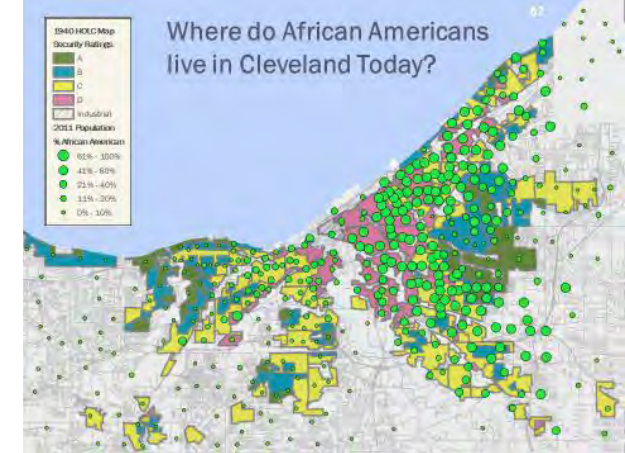 62
Where do African Americans
live in Cleveland Today?
1940 HOLC Map
Security Ratings
A
B
C
D
Industrial
2011 Population
% African American
61% - 100%
41% - 60%
21% - 40%
11% - 20%
0% - 10%